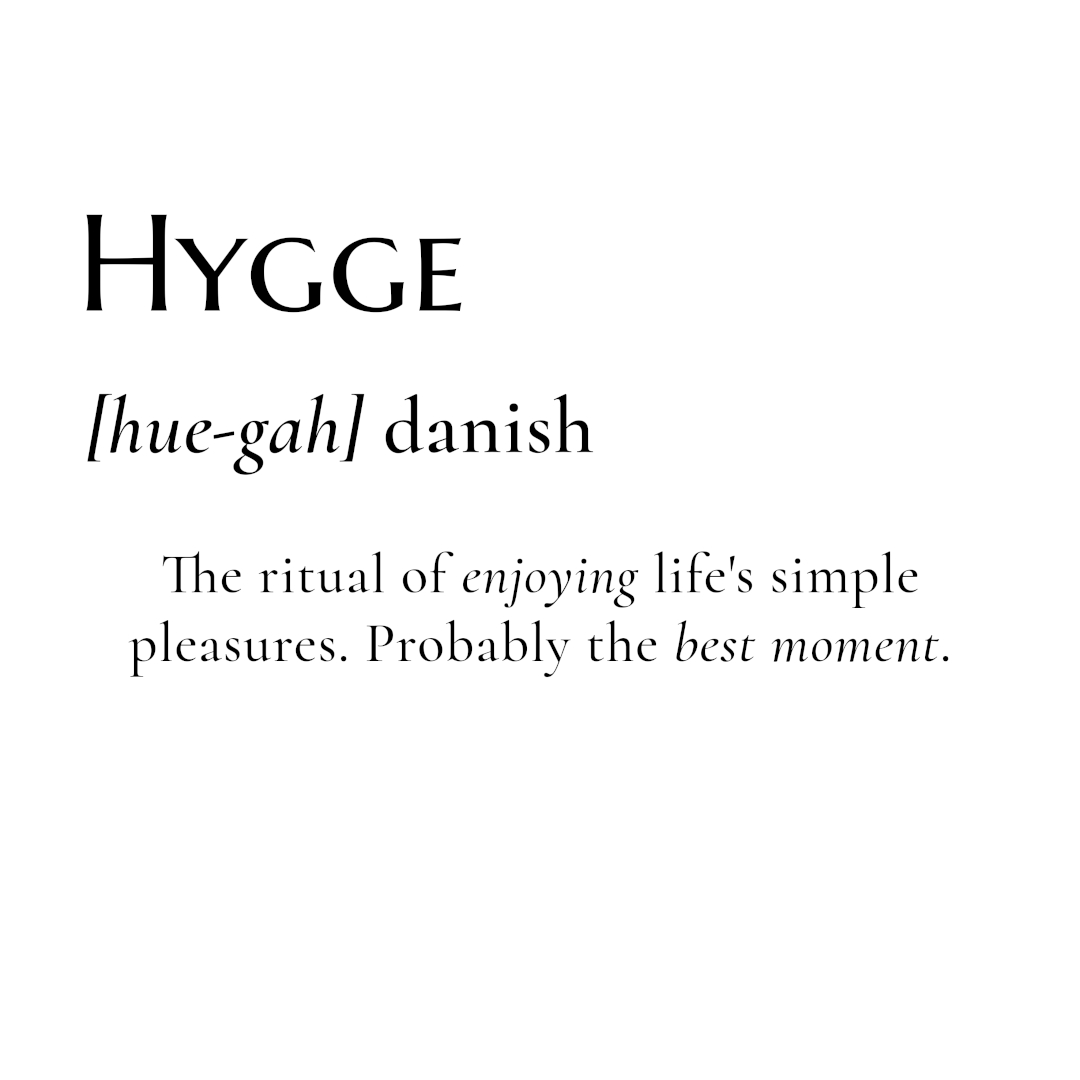 Hygge
[hue-gah] danish
The ritual of enjoying life's simple
pleasures. Probably the best moment.